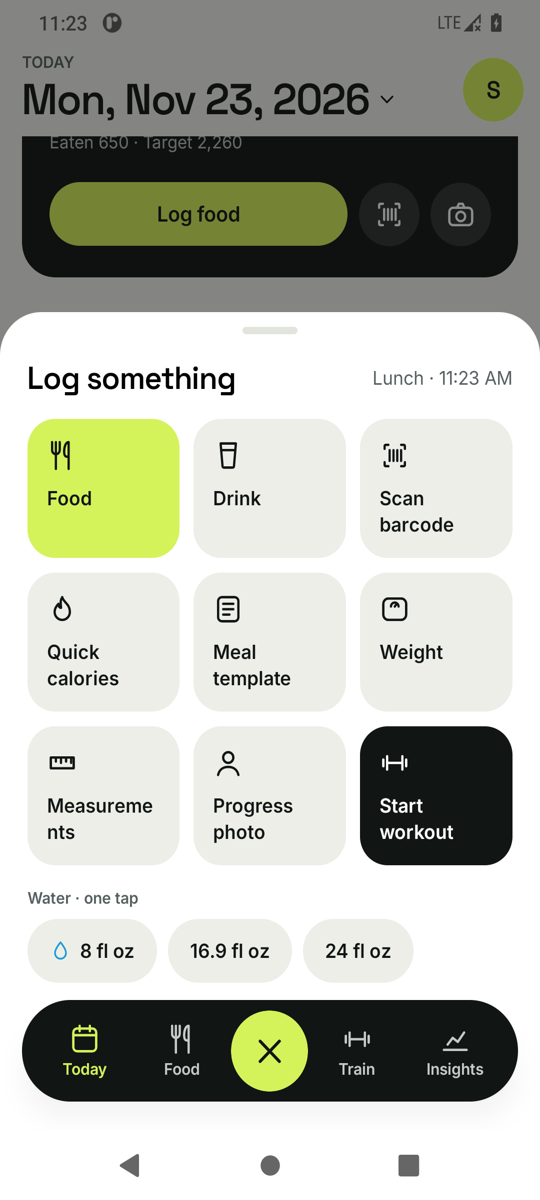 11:23
LTE
TODAY
Mon, Nov 23, 2026
S
Eaten 650 · Target 2,260
Log food
Log something
Lunch · 11:23 AM
Food
Drink
Scan
barcode
Quick
calories
Meal
template
Weight
Measureme
nts
Progress
photo
Start
workout
Water · one tap
8 fl oz
16.9 fl oz
24 fl oz
Today
Food
Train
Insights